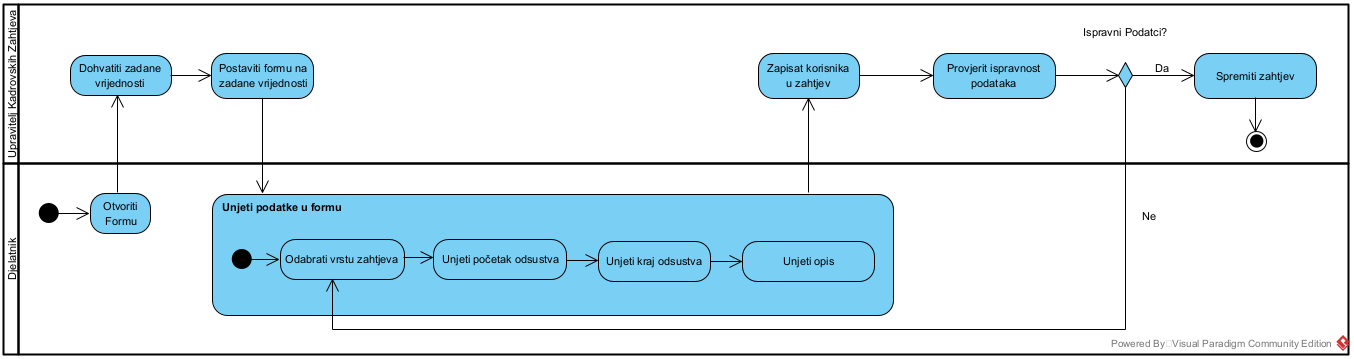 Upravitelj Kadrovskih Zahtjeva
Ispravni Podatci?
Dohvatiti zadane
vrijednosti
Postaviti formu na
zadane vrijednosti
Zapisat korisnika
u zahtjev
Provjerit ispravnost
podataka
Da
Spremiti zahtjev
Djelatnik
Otvoriti
Formu
Unjeti podatke u formu
Ne
Odabrati vrstu zahtjeva
Unjeti početak odsustva
Unjeti kraj odsustva
Unjeti opis
Powered By Visual Paradigm Community Edition